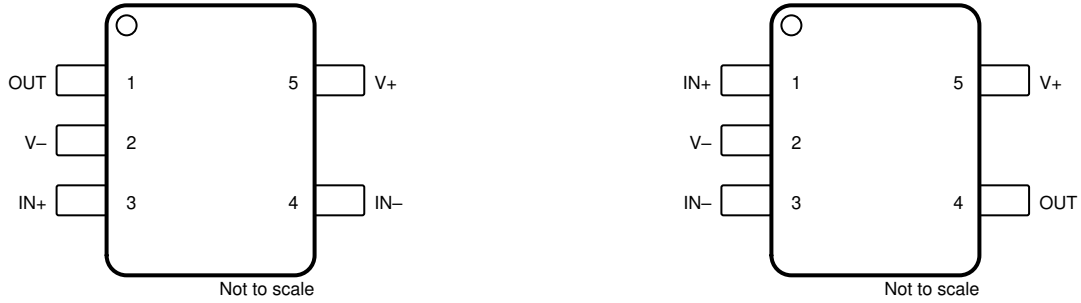 OUT 1 5 V+
V– 2
IN+ 3 4 IN–
Not to scale
IN+ 1 5 V+
V– 2
IN– 3 4 OUT
Not to scale